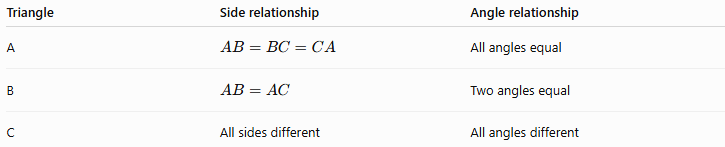 Triangle Side relationship Angle relationship
A AB = BC = CA All angles equal
B AB = AC Two angles equal
C All sides different All angles different